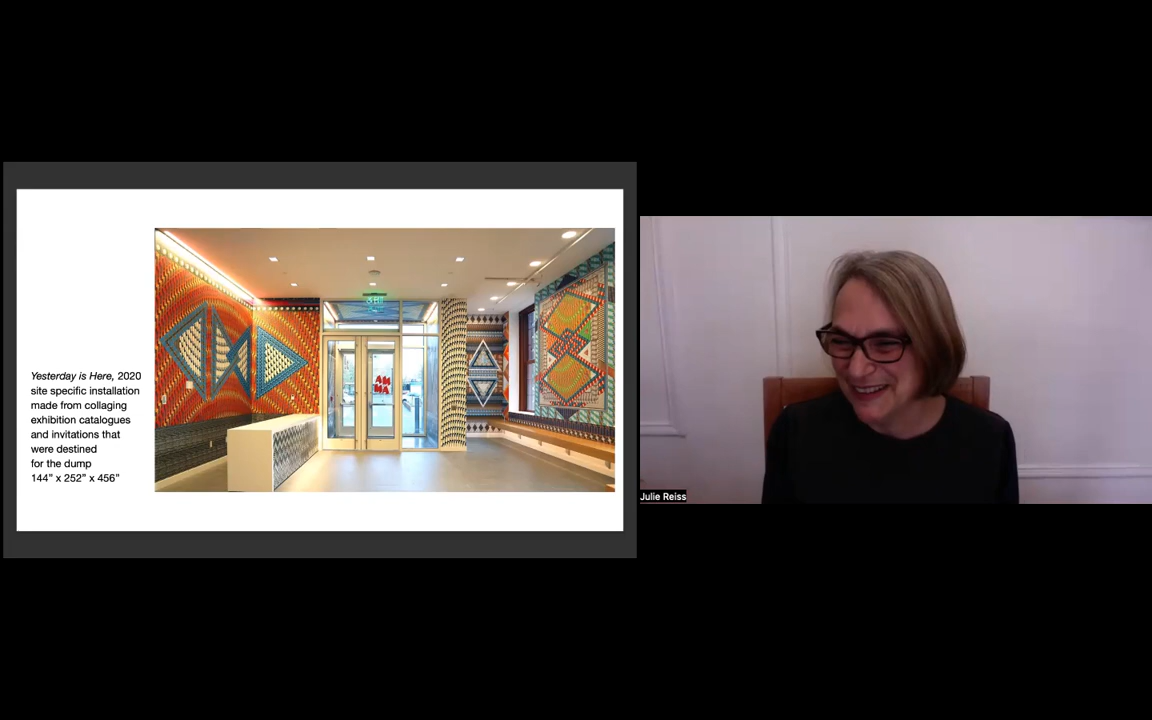 Yesterday is Here, 2020
site specific installation
made from collaging
exhibition catalogues
and invitations that
were destined
for the dump
144” x 252” x 456”
Julie Reiss